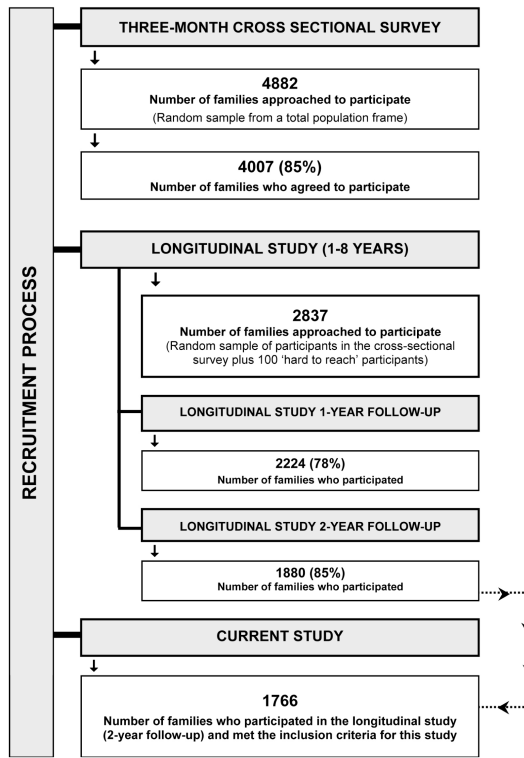 RECRUITMENT PROCESS
THREE-MONTH CROSS SECTIONAL SURVEY
4882
Number of families approached to participate
(Random sample from a total population frame)
4007 (85%)
Number of families who agreed to participate
LONGITUDINAL STUDY (1-8 YEARS)
2837
Number of families approached to participate
(Random sample of participants in the cross-sectional
survey plus 100 ‘hard to reach’ participants)
LONGITUDINAL STUDY 1-YEAR FOLLOW-UP
2224 (78%)
Number of families who participated
LONGITUDINAL STUDY 2-YEAR FOLLOW-UP
1880 (85%)
Number of families who participated
CURRENT STUDY
1766
Number of families who participated in the longitudinal study
(2-year follow-up) and met the inclusion criteria for this study